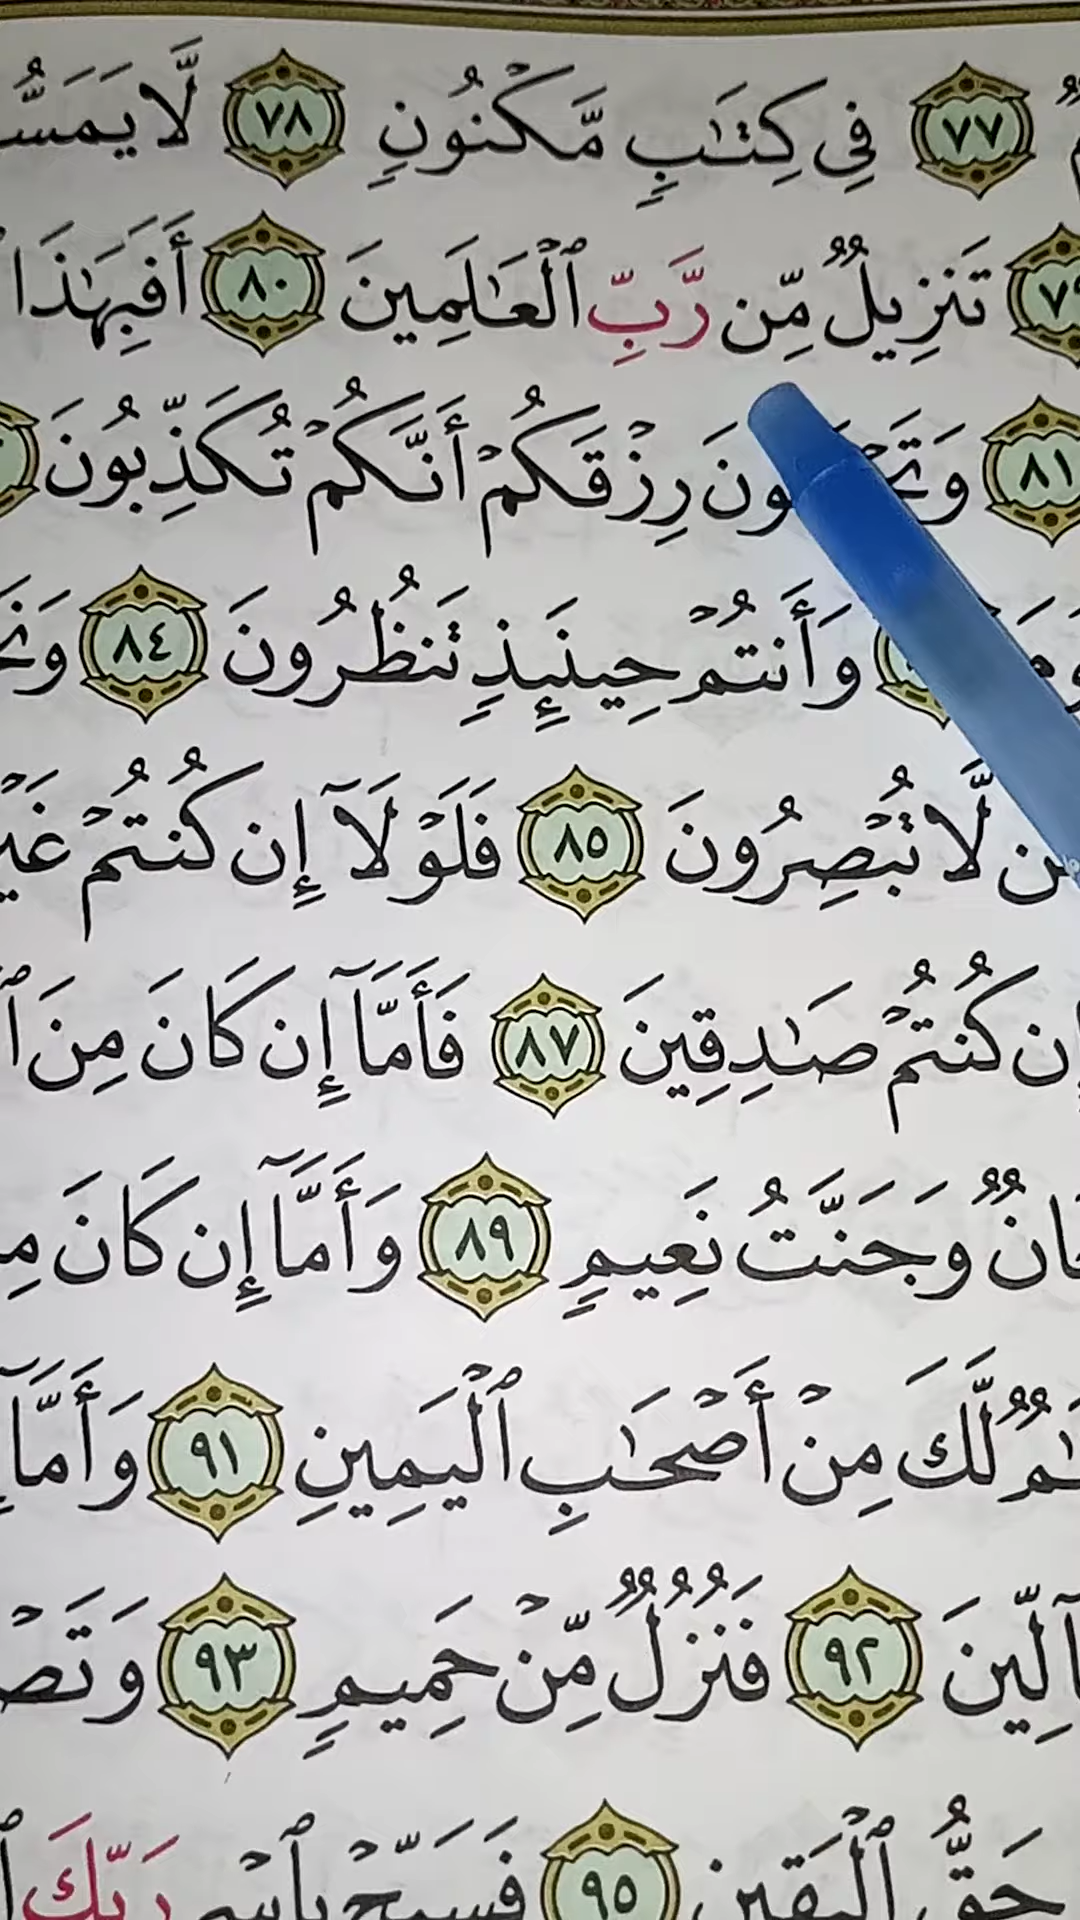 ٧٧ فِى كِتَٰبٍ مَّكْنُونٍ ٧٨ لَّا
تَنزِيلٌ مِّن رَّبِّ ٱلْعَٰلَمِينَ ٨٠ أَفَبِهَٰذَا
٨١ رِزْقَكُمْ أَنَّكُمْ تُكَذِّبُونَ
وَأَنتُمْ حِينَئِذٍ تَنظُرُونَ ٨٤
لَّا تُبْصِرُونَ ٨٥ فَلَوْلَآ إِن كُنتُمْ
إِن كُنتُمْ صَٰدِقِينَ ٨٧ فَأَمَّآ إِن كَانَ مِنَ
وَجَنَّتُ نَعِيمٍ ٨٩ وَأَمَّآ إِن كَانَ
لَّكَ مِنْ أَصْحَٰبِ ٱلْيَمِينِ ٩١ وَأَمَّآ
٩٢ فَنُزُلٌ مِّنْ حَمِيمٍ ٩٣
حَقُّ ٱلْيَقِينِ ٩٥ فَسَبِّحْ بِٱسْمِ رَبِّكَ